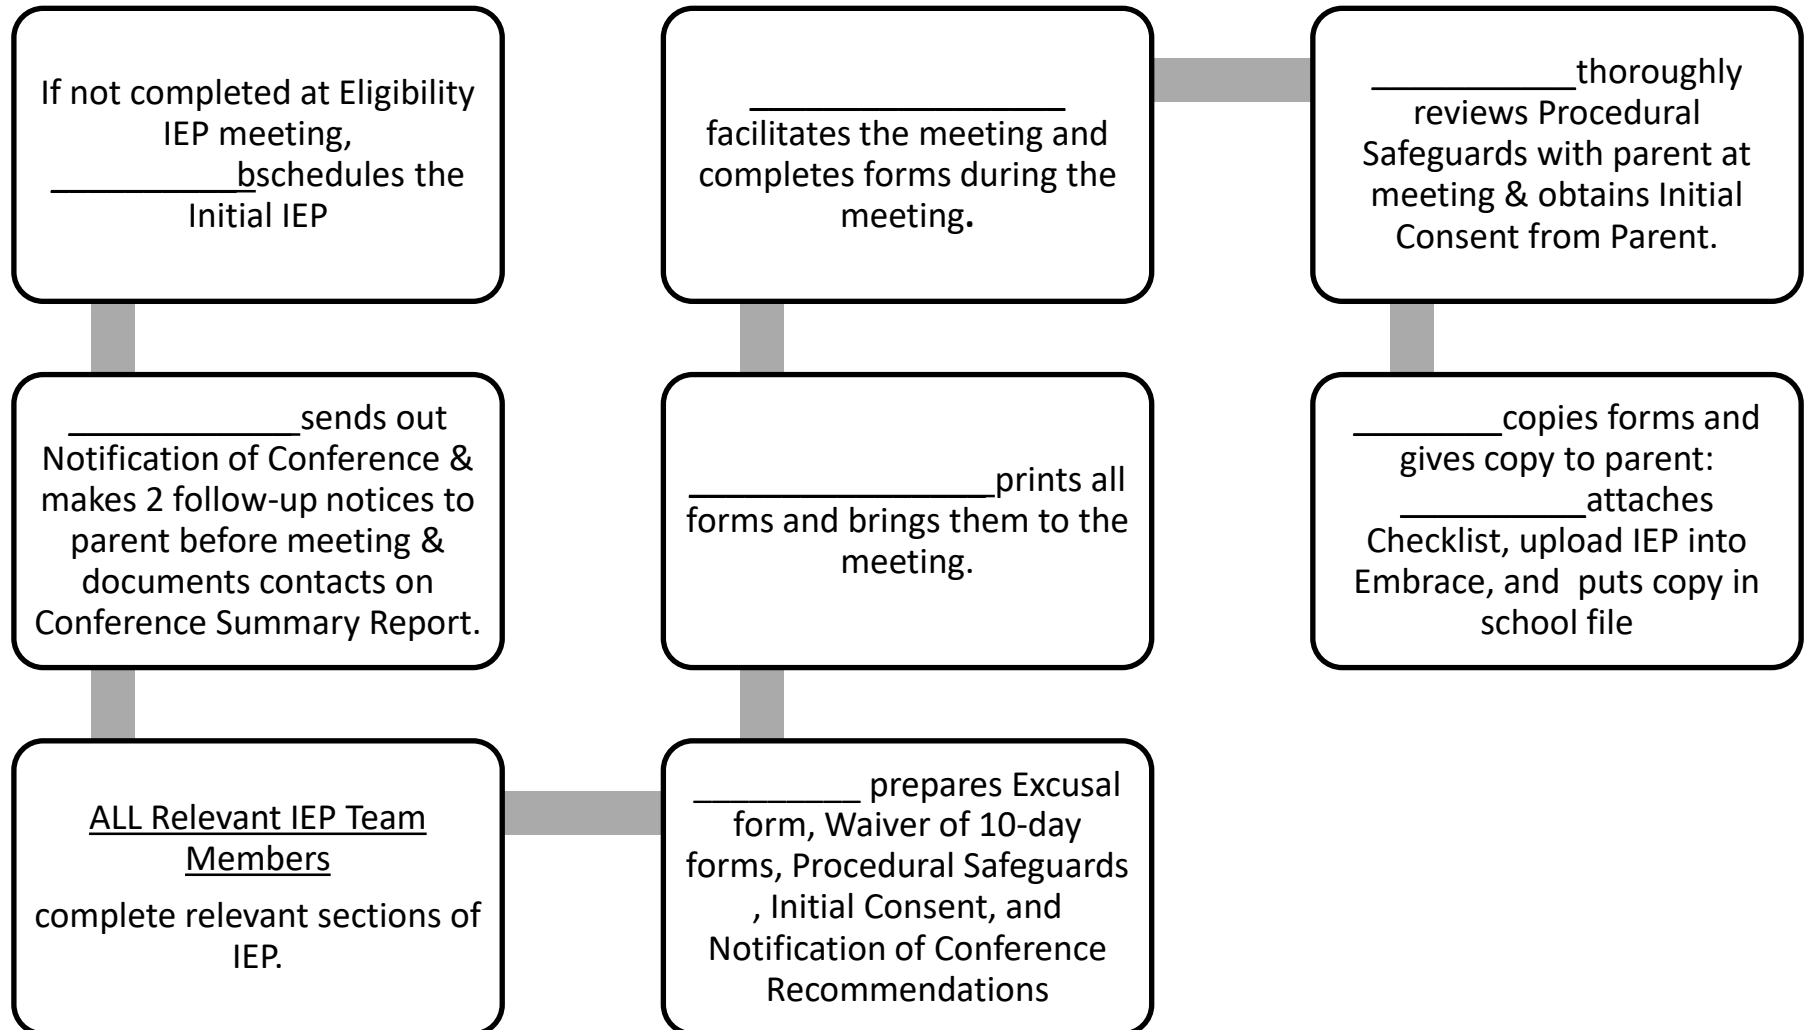 If not completed at Eligibility
IEP meeting,
___________bschedules the
Initial IEP
_____________sends out
Notification of Conference &
makes 2 follow-up notices to
parent before meeting &
documents contacts on
Conference Summary Report.
ALL Relevant IEP Team
Members
complete relevant sections of
IEP.
_________ prepares Excusal
form, Waiver of 10-day
forms, Procedural Safeguards
, Initial Consent, and
Notification of Conference
Recommendations
________________prints all
forms and brings them to the
meeting.
_________________
facilitates the meeting and
completes forms during the
meeting.
___________thoroughly
reviews Procedural
Safeguards with parent at
meeting & obtains Initial
Consent from Parent.
________copies forms and
gives copy to parent:
__________attaches
Checklist, upload IEP into
Embrace, and  puts copy in
school file